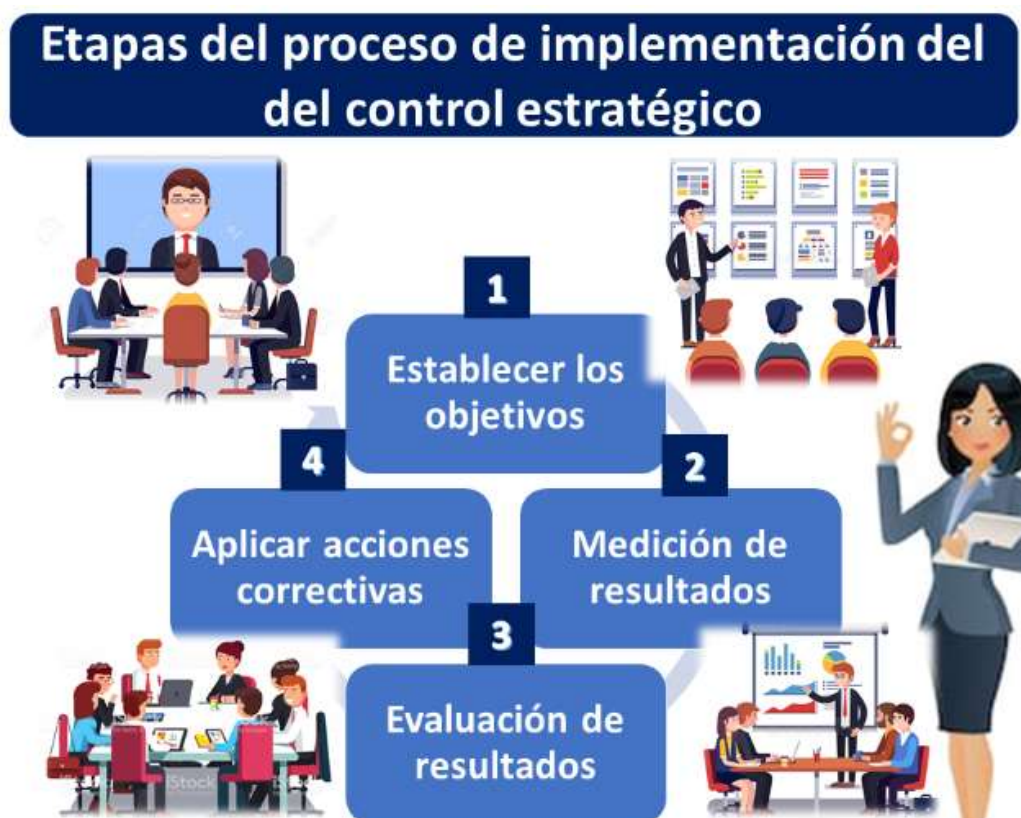 Etapas del proceso de implementación del
del control estratégico
1
Establecer los
objetivos
2
Medición de
resultados
3
Evaluación de
resultados
4
Aplicar acciones
correctivas
iStock
iStock